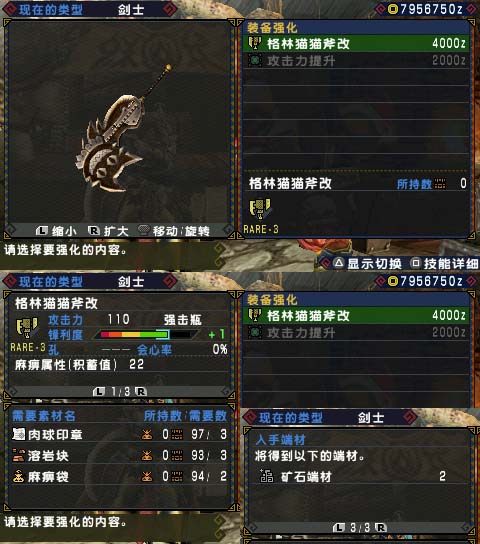 现在的类型 剑士
7956750z
装备强化
格林猫猫斧改 4000z
攻击力提升 2000z
格林猫猫斧改 所持数 0
RARE-3
L 缩小 R 扩大 移动/旋转
请选择要强化的内容。
△显示切换 □技能详细
现在的类型 剑士
7956750z
格林猫猫斧改
攻击力 110 强击瓶
锋利度 +1
RARE-3
孔 ――― 会心率 0%
麻痹属性(积蓄值) 22
L 1/3 R
装备强化
格林猫猫斧改 4000z
攻击力提升 2000z
需要素材名 所持数/需要数
肉球印章 0 97/ 3
溶岩块 0 93/ 3
麻痹袋 0 94/ 2
请选择要强化的内容。
现在的类型 剑士
入手端材
将得到以下的端材。
矿石端材 2
L 3/3 R